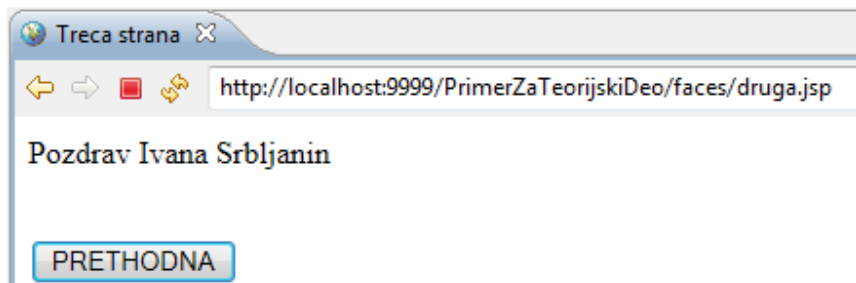 Treca strana
http://localhost:9999/PrimerZaTeorijskiDeo/faces/druga.jsp
Pozdrav Ivana Srbljanin
PRETHODNA